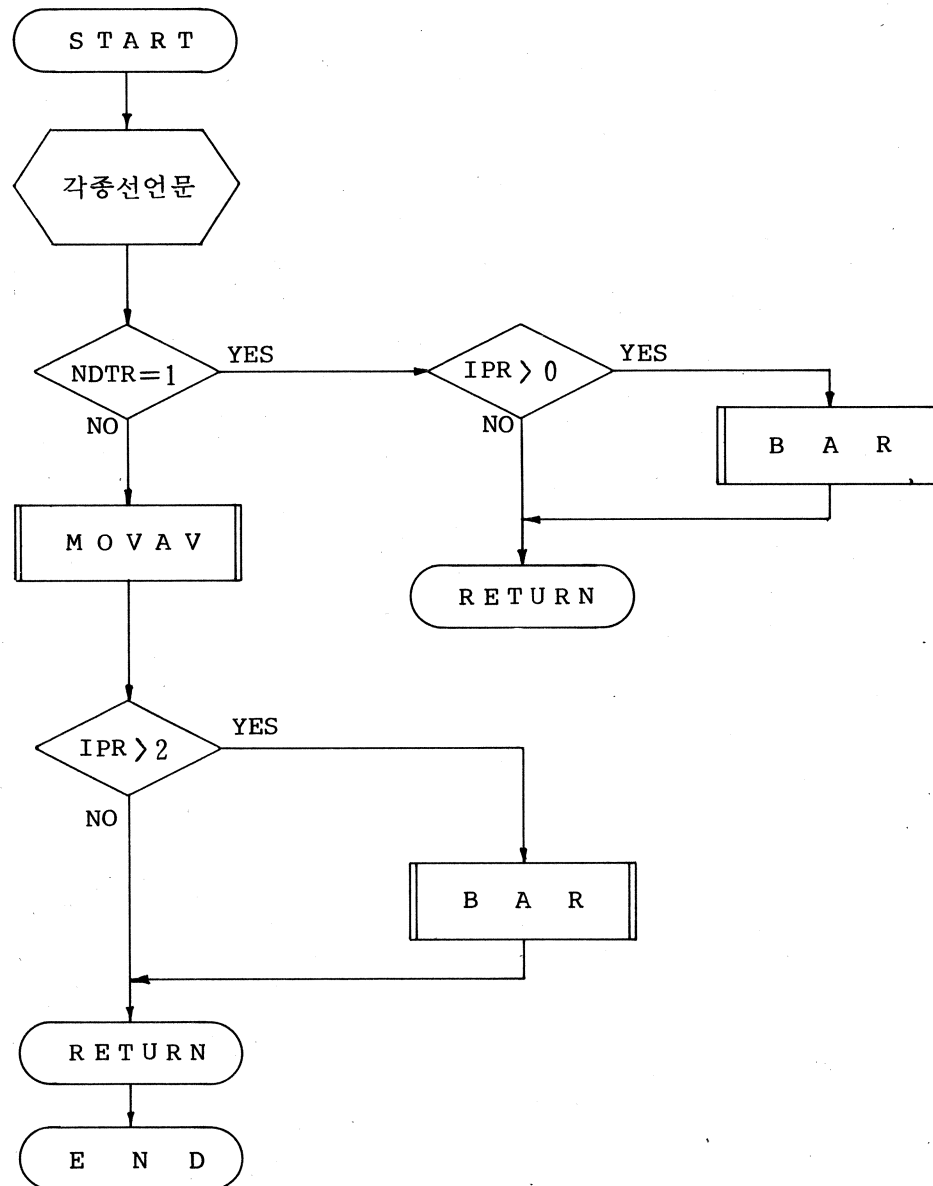 START
각종선언문
NDTR=1
YES
NO
IPR>0
YES
NO
BAR
MOVAV
RETURN
IPR>2
YES
NO
BAR
RETURN
END